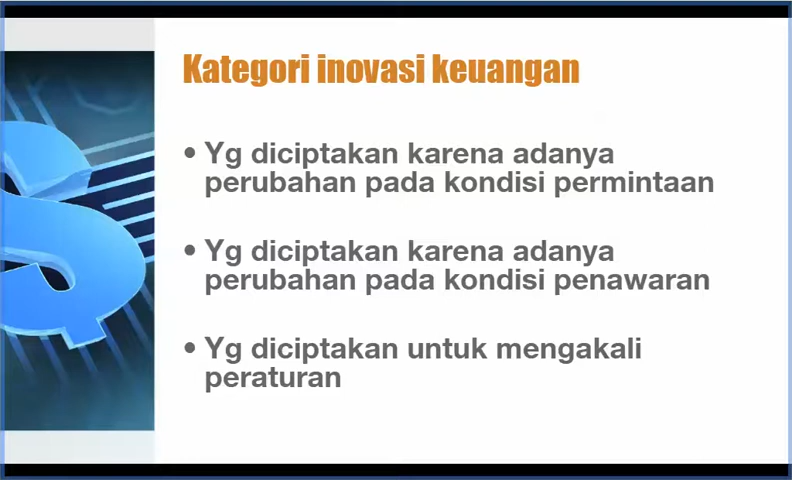 Kategori inovasi keuangan
• Yg diciptakan karena adanya
perubahan pada kondisi permintaan
• Yg diciptakan karena adanya
perubahan pada kondisi penawaran
• Yg diciptakan untuk mengakali
peraturan